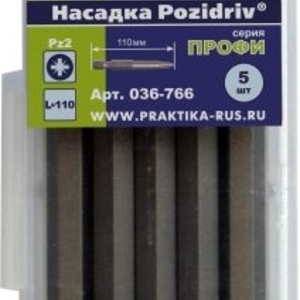 Насадка Pozidriv®
Pz2
110мм
серия
ПРОФИ
L-110
5
шт
Арт. 036-766
WWW.PRAKTIKA-RUS.RU